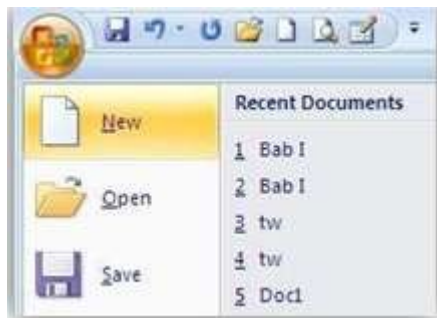 New
Open
Save
Recent Documents
1 Bab I
2 Bab I
3 tw
4 tw
5 Doc1